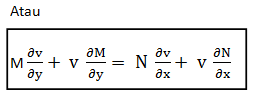 Atau
M ∂v/∂y + v ∂M/∂y = N ∂v/∂x + v ∂N/∂x